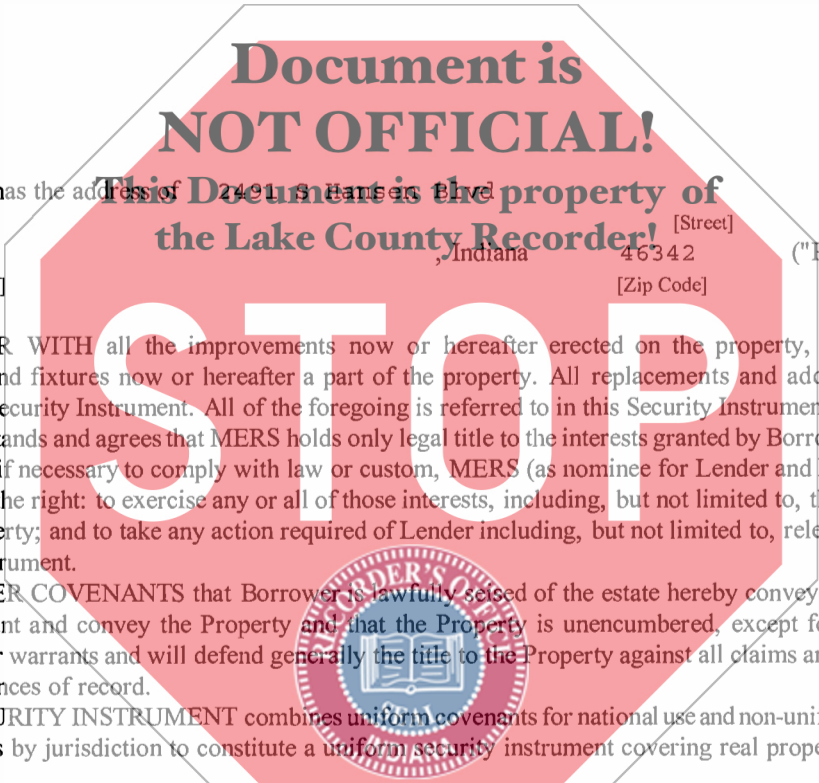 Document is
NOT OFFICIAL!
This Document is the property of
the Lake County Recorder!
has the address of 2491 S Hansen Blvd
[Street]
, Indiana 46342 ("P
]
[Zip Code]
STOP
R WITH all the improvements now or hereafter erected on the property,
nd fixtures now or hereafter a part of the property. All replacements and add
ecurity Instrument. All of the foregoing is referred to in this Security Instrumen
ands and agrees that MERS holds only legal title to the interests granted by Borro
if necessary to comply with law or custom, MERS (as nominee for Lender and
he right: to exercise any or all of those interests, including, but not limited to, t
erty; and to take any action required of Lender including, but not limited to, rele
rument.
ER COVENANTS that Borrower is lawfully seised of the estate hereby convey
nt and convey the Property and that the Property is unencumbered, except fo
r warrants and will defend generally the title to the Property against all claims an
nces of record.
URITY INSTRUMENT combines uniform covenants for national use and non-unif
s by jurisdiction to constitute a uniform security instrument covering real prope
RECORDER'S OFFICE
SEAL
INDIANA